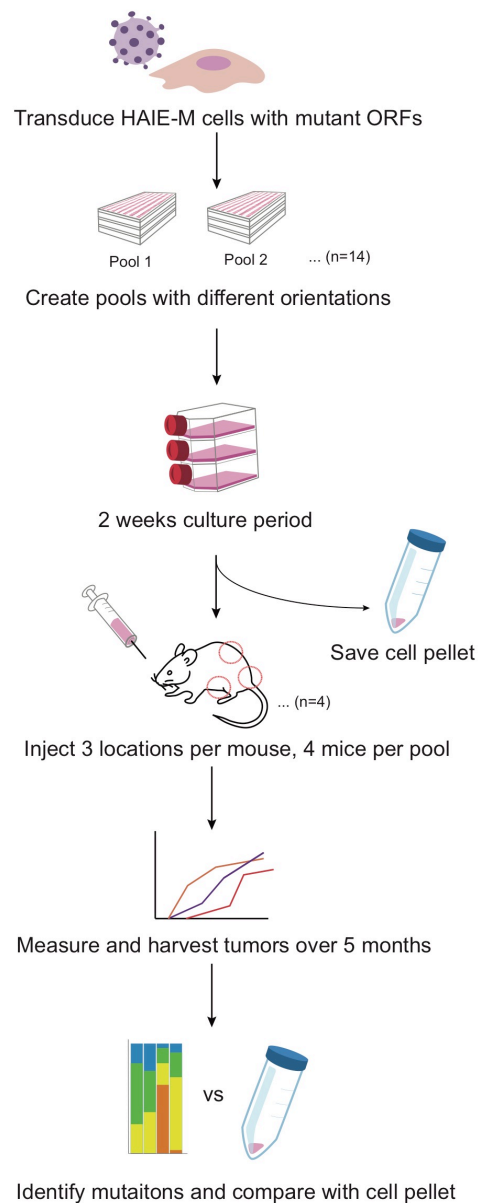 Transduce HAIE-M cells with mutant ORFs
Pool 1 Pool 2 ... (n=14)
Create pools with different orientations
2 weeks culture period
Save cell pellet
... (n=4)
Inject 3 locations per mouse, 4 mice per pool
Measure and harvest tumors over 5 months
vs
Identify mutaitons and compare with cell pellet